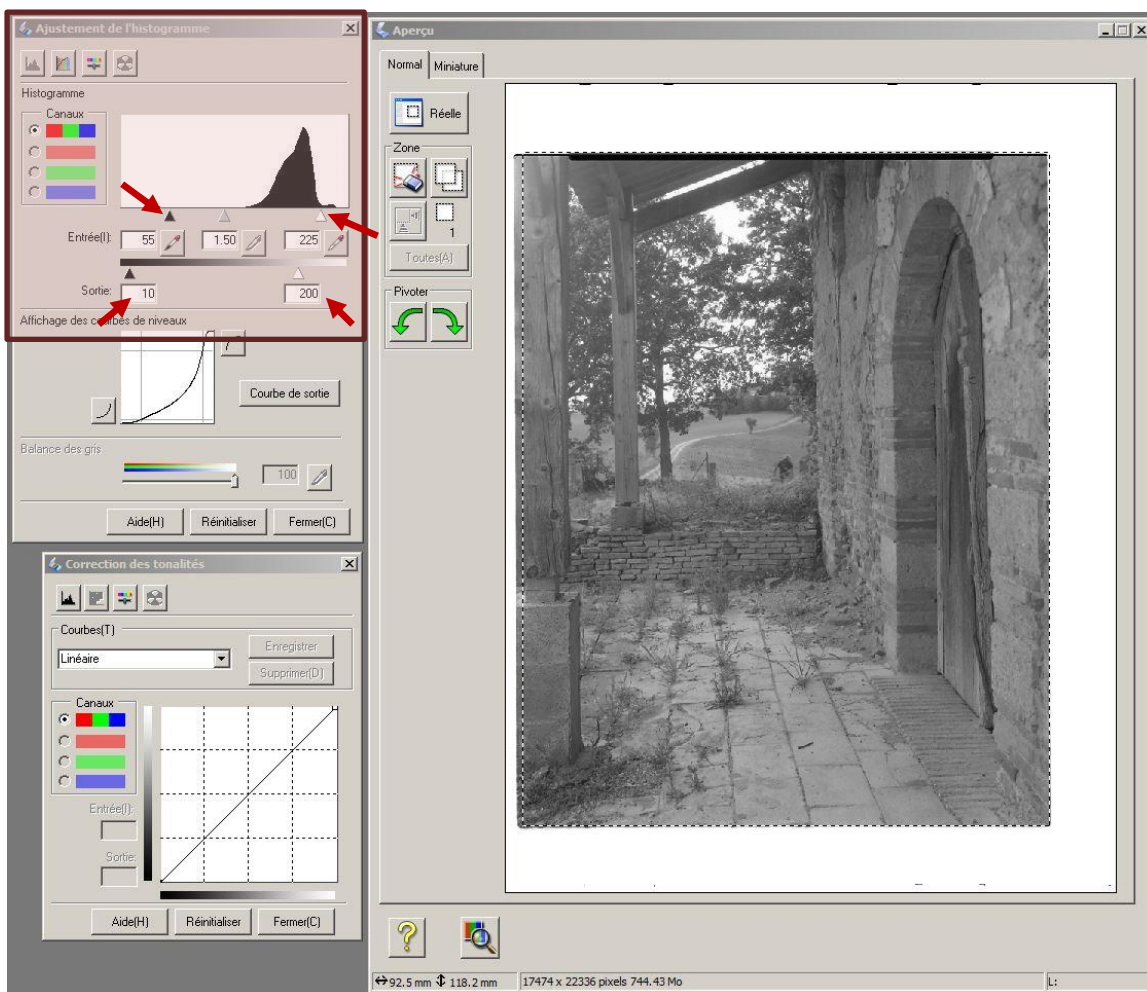 Ajustement de l'histogramme
Histogramme
Canaux
Entrée(I): 55 1.50 225
Sortie: 10 200
Affichage des courbes de niveaux
Courbe de sortie
Balance des gris
100
Aide(H) Réinitialiser Fermer(C)
Correction des tonalités
Courbes(T)
Linéaire
Enregistrer
Supprimer(D)
Canaux
Entrée(I):
Sortie:
Aide(H) Réinitialiser Fermer(C)
Aperçu
Normal Miniature
Réelle
Zone
1
Toutes(A)
Pivoter
92.5 mm 118.2 mm 17474 x 22336 pixels 744.43 Mo L: